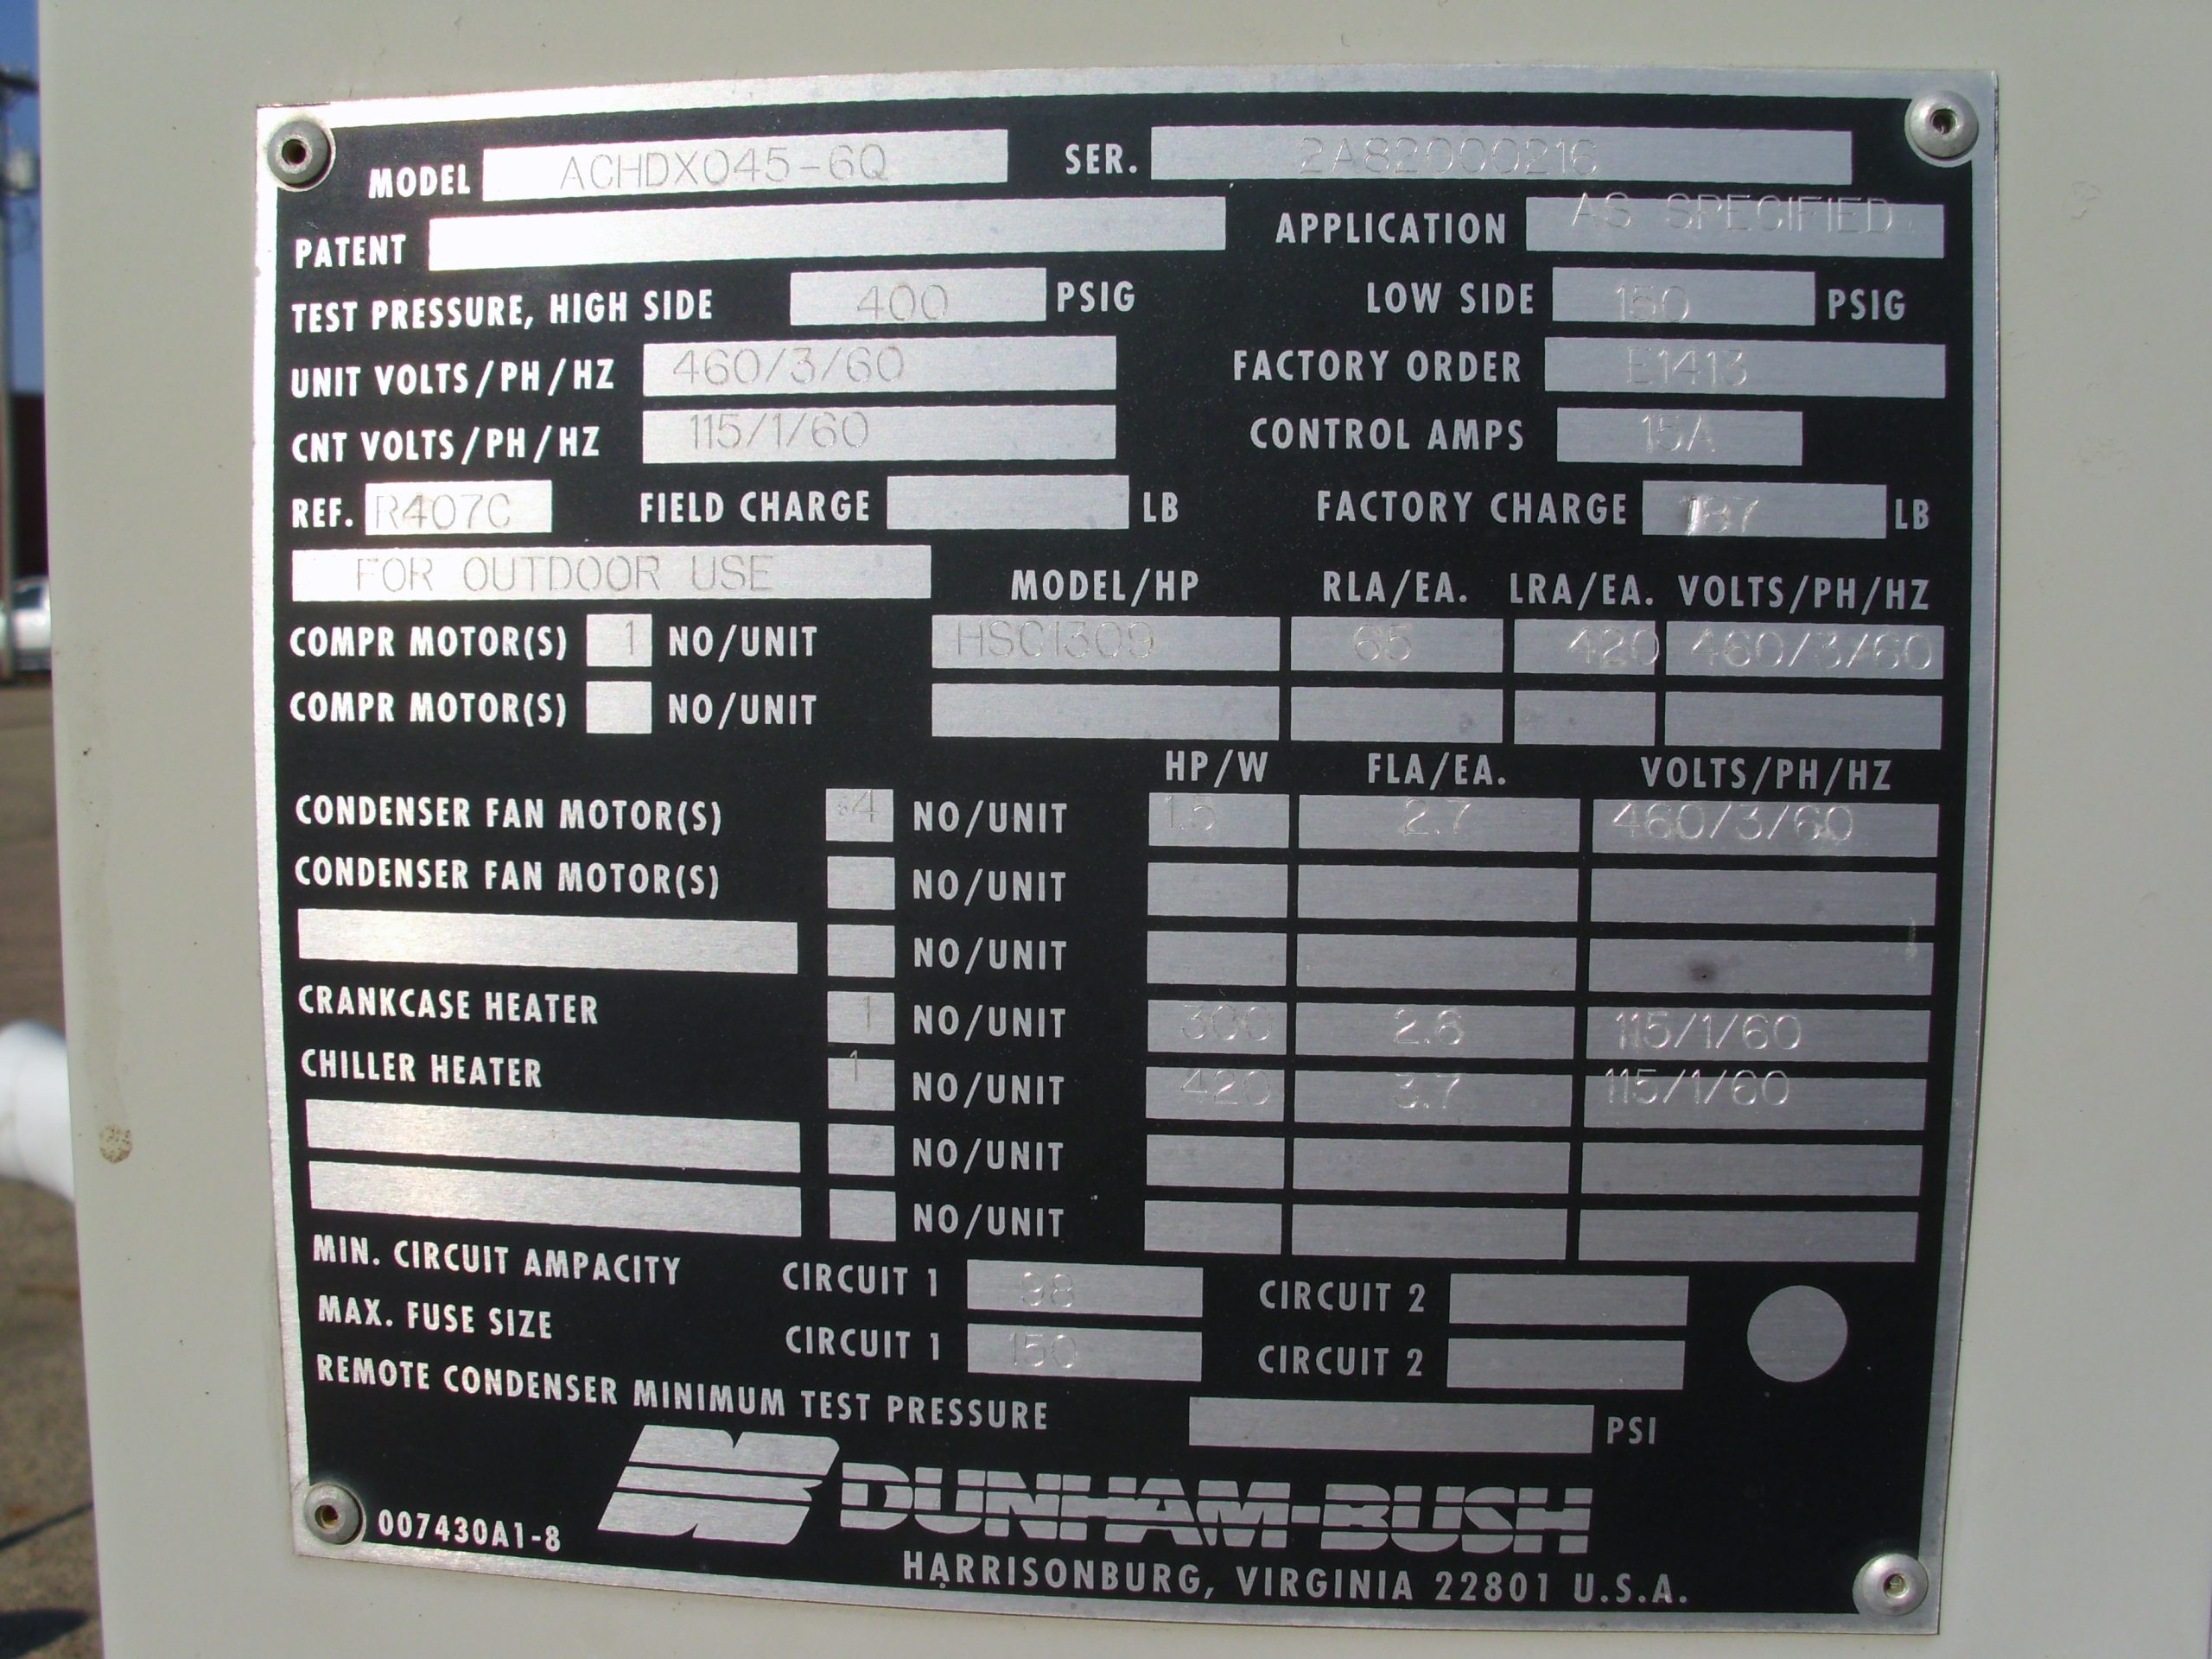 MODEL ACHDX045-6Q SER. 2A82000216
PATENT APPLICATION AS SPECIFIED
TEST PRESSURE, HIGH SIDE 400 PSIG LOW SIDE 150 PSIG
UNIT VOLTS/PH/HZ 460/3/60 FACTORY ORDER E1413
CNT VOLTS/PH/HZ 115/1/60 CONTROL AMPS 15A
REF. R407C FIELD CHARGE LB FACTORY CHARGE LB
FOR OUTDOOR USE MODEL/HP RLA/EA. LRA/EA. VOLTS/PH/HZ
COMPR MOTOR(S) 1 NO/UNIT HSC1309 65 420 460/3/60
COMPR MOTOR(S) NO/UNIT
HP/W FLA/EA. VOLTS/PH/HZ
CONDENSER FAN MOTOR(S) 4 NO/UNIT 1.5 2.7 460/3/60
CONDENSER FAN MOTOR(S) NO/UNIT
NO/UNIT
CRANKCASE HEATER 1 NO/UNIT 300 2.6 115/1/60
CHILLER HEATER 1 NO/UNIT 420 3.7 115/1/60
NO/UNIT
NO/UNIT
MIN. CIRCUIT AMPACITY CIRCUIT 1 98 CIRCUIT 2
MAX. FUSE SIZE CIRCUIT 1 150 CIRCUIT 2
REMOTE CONDENSER MINIMUM TEST PRESSURE PSI
DUNHAM-BUSH
007430A1-8
HARRISONBURG, VIRGINIA 22801 U.S.A.